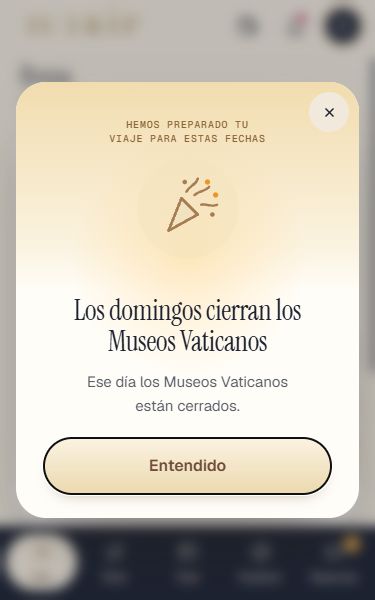 HEMOS PREPARADO TU
VIAJE PARA ESTAS FECHAS
Los domingos cierran los
Museos Vaticanos
Ese día los Museos Vaticanos
están cerrados.
Entendido